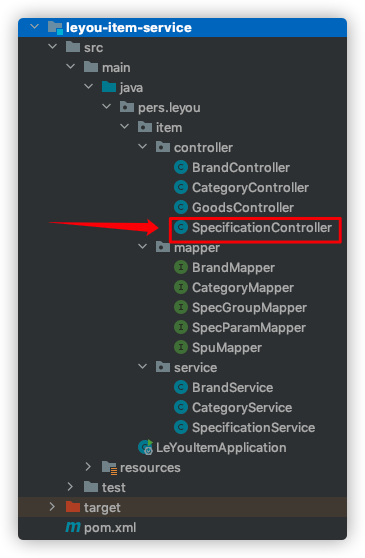 leyou-item-service
src
main
java
pers.leyou
item
controller
BrandController
CategoryController
GoodsController
SpecificationController
mapper
BrandMapper
CategoryMapper
SpecGroupMapper
SpecParamMapper
SpuMapper
service
BrandService
CategoryService
SpecificationService
LeYouItemApplication
resources
test
target
pom.xml